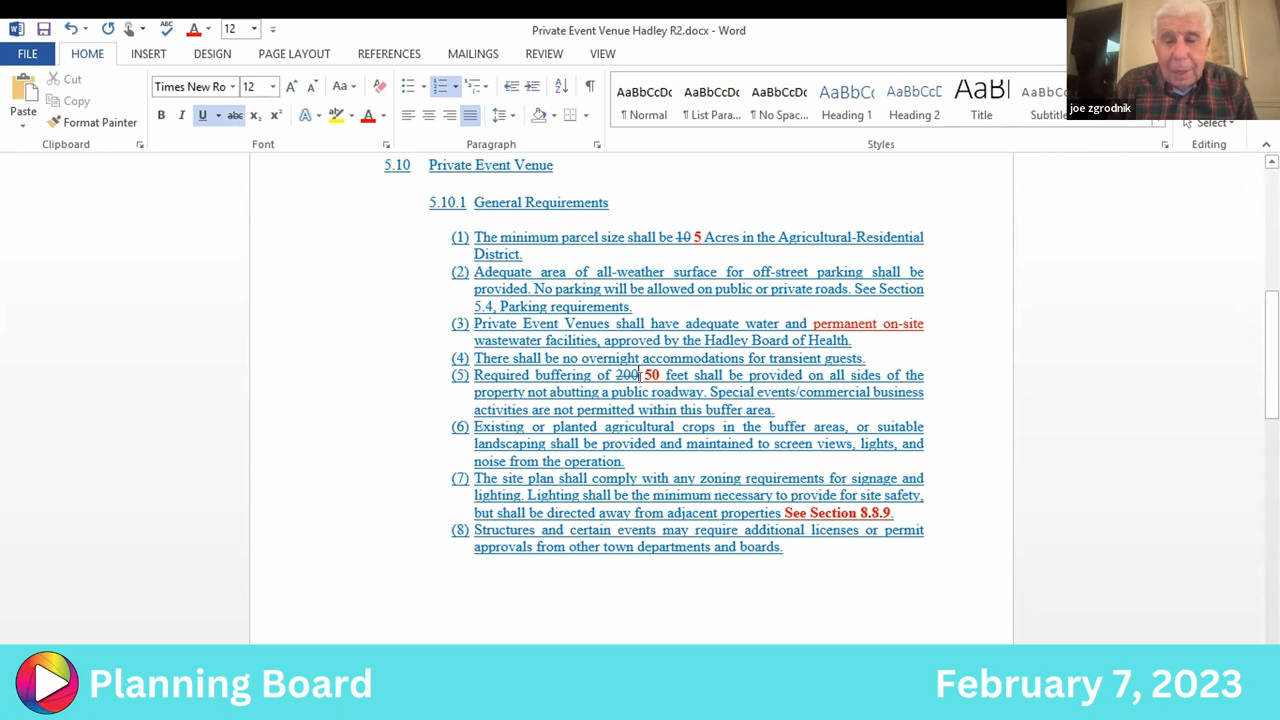 Private Event Venue Hadley R2.docx - Word
12
FILE HOME INSERT DESIGN PAGE LAYOUT REFERENCES MAILINGS REVIEW VIEW
Paste
Cut
Copy
Format Painter
Clipboard
Times New Ro 12
Font
Paragraph
AaBbCcDc AaBbCcDc AaBbCcDc AaBbC AaBbCcDc AaBl AaBbCcD
¶ Normal ¶ List Para... ¶ No Spac... Heading 1 Heading 2 Title Subtitle
Styles
Select
Editing
joe zgrodnik
5.10 Private Event Venue
5.10.1 General Requirements
(1) The minimum parcel size shall be 10 5 Acres in the Agricultural-Residential
District.
(2) Adequate area of all-weather surface for off-street parking shall be
provided. No parking will be allowed on public or private roads. See Section
5.4, Parking requirements.
(3) Private Event Venues shall have adequate water and permanent on-site
wastewater facilities, approved by the Hadley Board of Health.
(4) There shall be no overnight accommodations for transient guests.
(5) Required buffering of 200 50 feet shall be provided on all sides of the
property not abutting a public roadway. Special events/commercial business
activities are not permitted within this buffer area.
(6) Existing or planted agricultural crops in the buffer areas, or suitable
landscaping shall be provided and maintained to screen views, lights, and
noise from the operation.
(7) The site plan shall comply with any zoning requirements for signage and
lighting. Lighting shall be the minimum necessary to provide for site safety,
but shall be directed away from adjacent properties See Section 8.8.9.
(8) Structures and certain events may require additional licenses or permit
approvals from other town departments and boards.
Planning Board
February 7, 2023